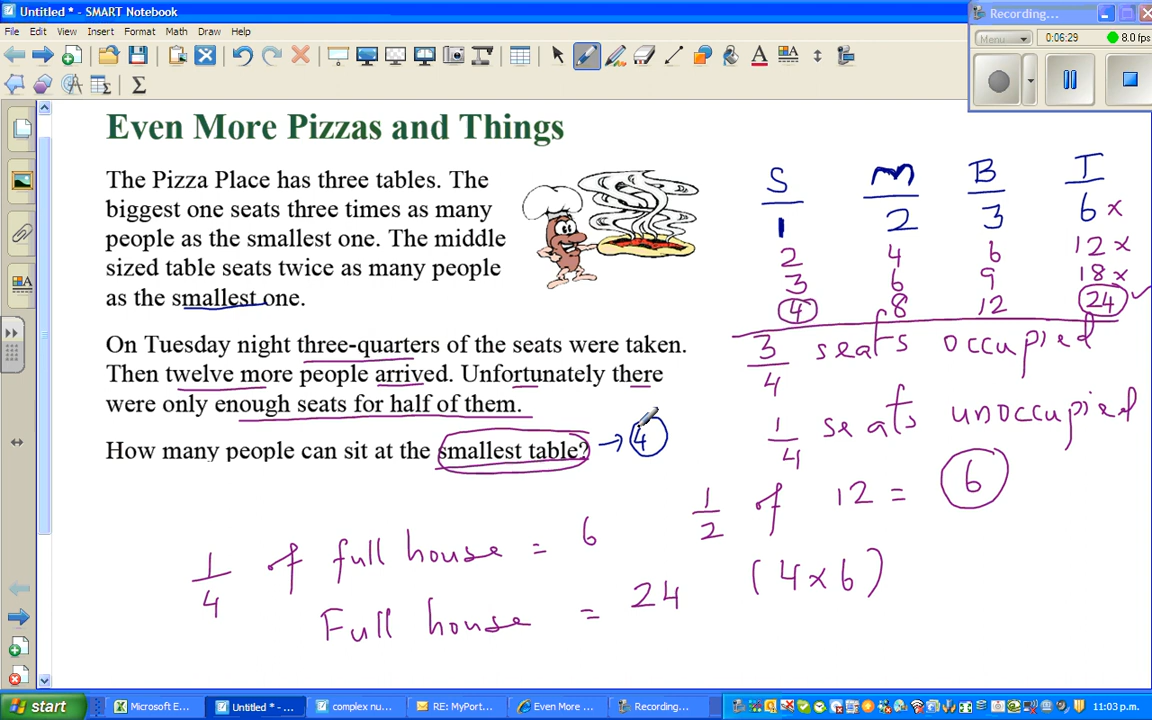 Untitled * - SMART Notebook
Recording...
File Edit View Insert Format Math Draw Help
Menu
0:06:29
8.0 fps
Even More Pizzas and Things
The Pizza Place has three tables. The
biggest one seats three times as many
people as the smallest one. The middle
sized table seats twice as many people
as the smallest one.
On Tuesday night three-quarters of the seats were taken.
Then twelve more people arrived. Unfortunately there
were only enough seats for half of them.
How many people can sit at the smallest table? → 4
S m B T
1 2 3 6 ×
2 4 6 12 ×
3 6 9 18 ×
4 8 12 24 ✓
3/4 seats occupied
1/4 seats unoccupied
1/2 of 12 = 6
1/4 of full house = 6
Full house = 24 (4×6)
start
Microsoft E...
Untitled * - ...
complex nu...
RE: MyPort...
Even More ...
Recording...
11:03 p.m.